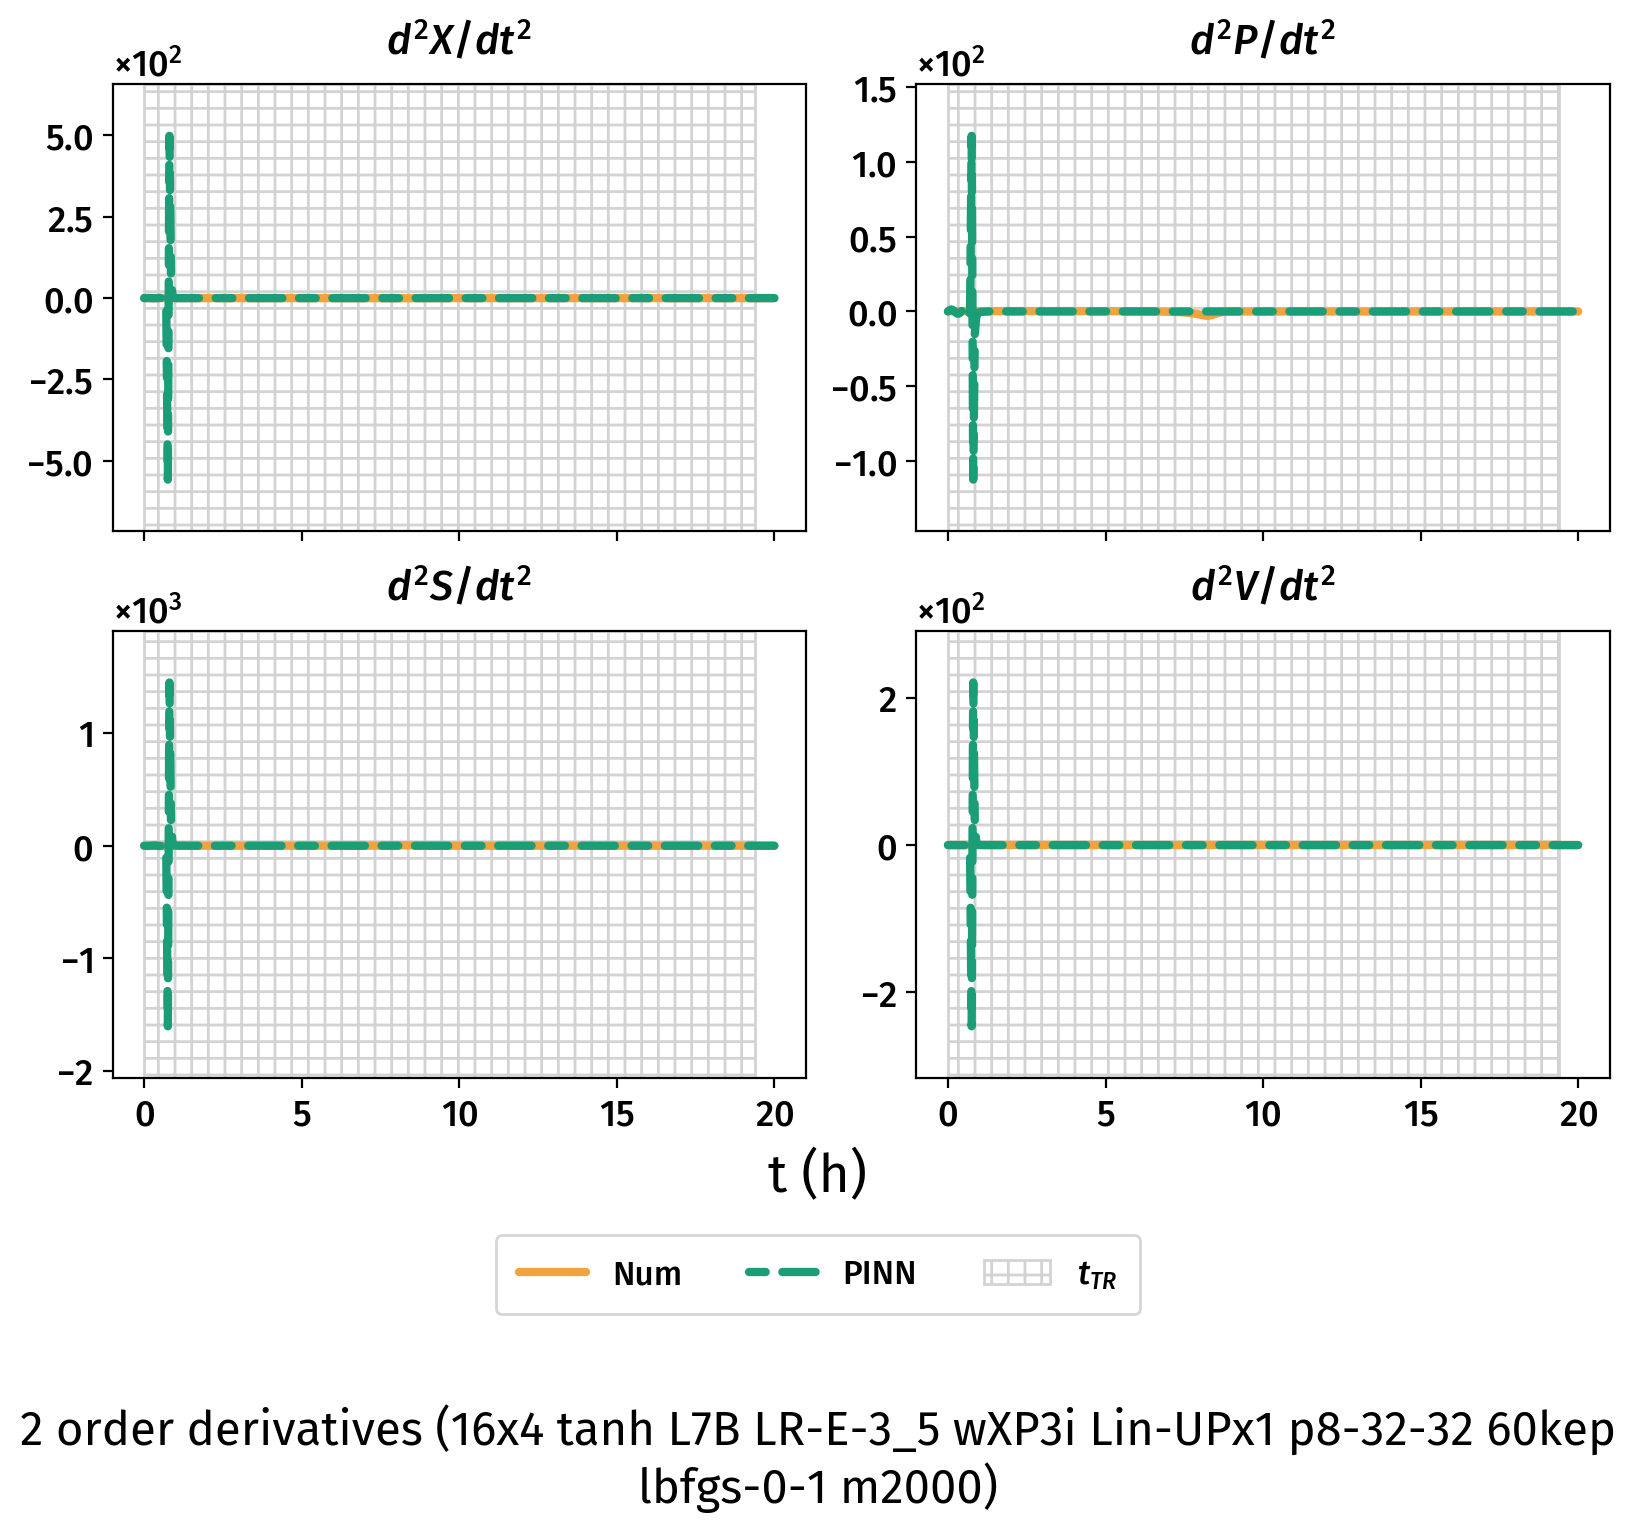 d²X/dt²
×10²
5.0
2.5
0.0
−2.5
−5.0
d²P/dt²
×10²
1.5
1.0
0.5
0.0
−0.5
−1.0
d²S/dt²
×10³
1
0
−1
−2
0 5 10 15 20
d²V/dt²
×10²
2
0
−2
0 5 10 15 20
t (h)
Num PINN t_TR
2 order derivatives (16x4 tanh L7B LR-E-3_5 wXP3i Lin-UPx1 p8-32-32 60kep
lbfgs-0-1 m2000)